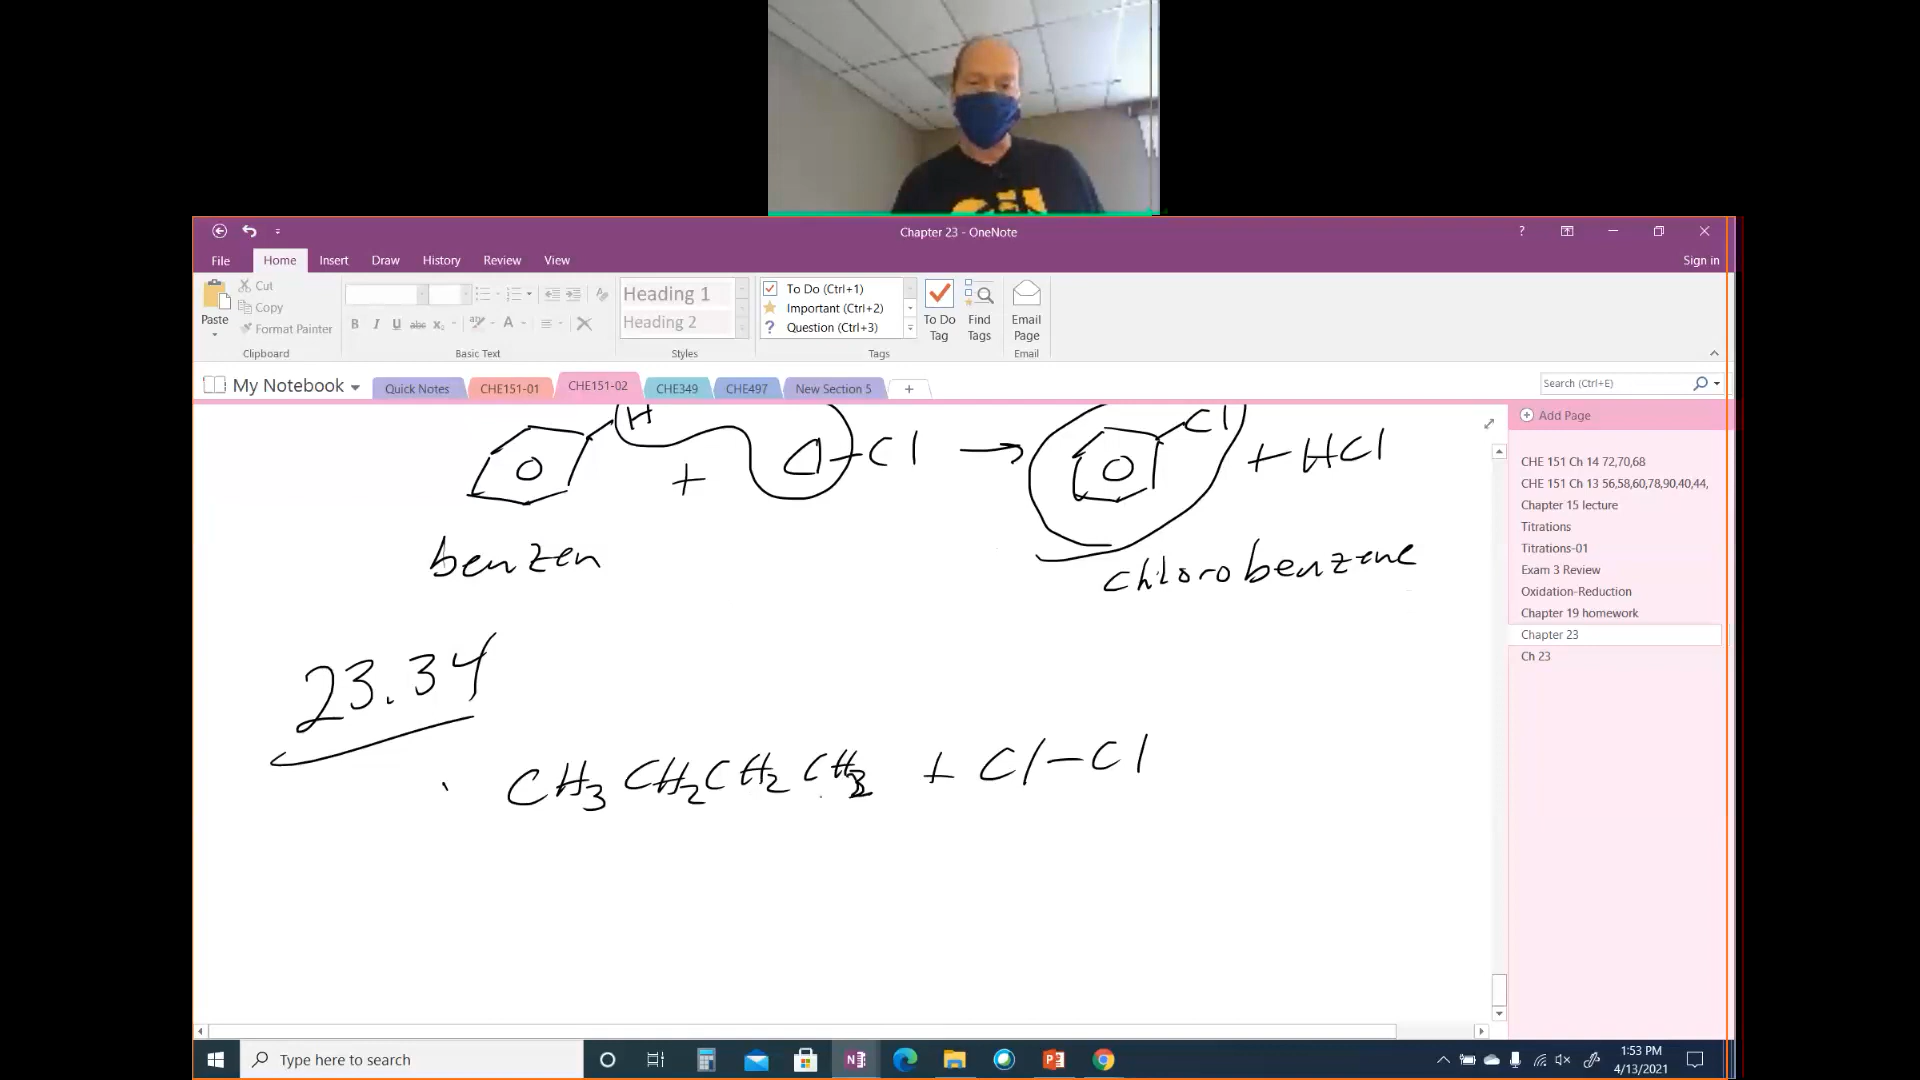 Chapter 23 - OneNote
?
File Home Insert Draw History Review View Sign in
Paste
Cut
Copy
Format Painter
Clipboard
B I U abc x₂ A
Basic Text
Heading 1
Heading 2
Styles
To Do (Ctrl+1)
Important (Ctrl+2)
? Question (Ctrl+3)
Tags
To Do Tag
Find Tags
Email Page
Email
My Notebook Quick Notes CHE151-01 CHE151-02 CHE349 CHE497 New Section 5 +
Search (Ctrl+E)
H + Cl-Cl → Cl + HCl
benzen
chlorobenzene
23.34
CH3 CH2 CH2 CH3 + Cl-Cl
Add Page
CHE 151 Ch 14 72,70,68
CHE 151 Ch 13 56,58,60,78,90,40,44,
Chapter 15 lecture
Titrations
Titrations-01
Exam 3 Review
Oxidation-Reduction
Chapter 19 homework
Chapter 23
Ch 23
Type here to search
1:53 PM
4/13/2021